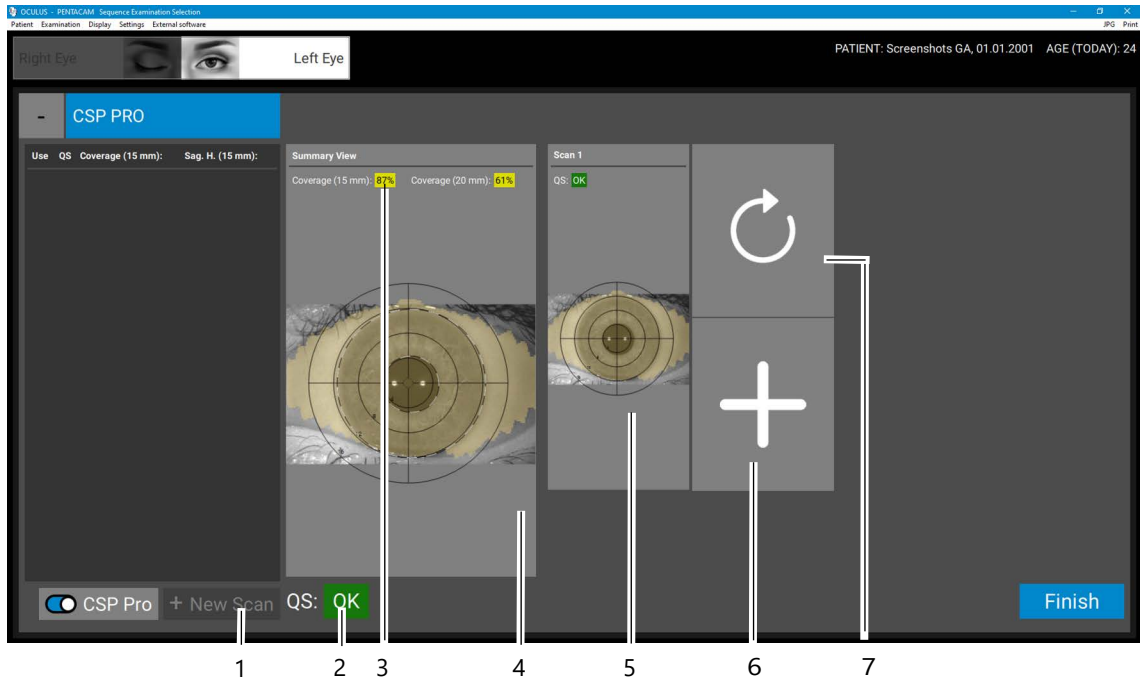 OCULUS - PENTACAM Sequence Examination Selection
Patient Examination Display Settings External software JPG Print
Right Eye Left Eye PATIENT: Screenshots GA, 01.01.2001 AGE (TODAY): 24
- CSP PRO
Use QS Coverage (15 mm): Sag. H. (15 mm): Summary View Scan 1
Coverage (15 mm): 87% Coverage (20 mm): 61% QS: OK
CSP Pro + New Scan QS: OK Finish
1 2 3 4 5 6 7